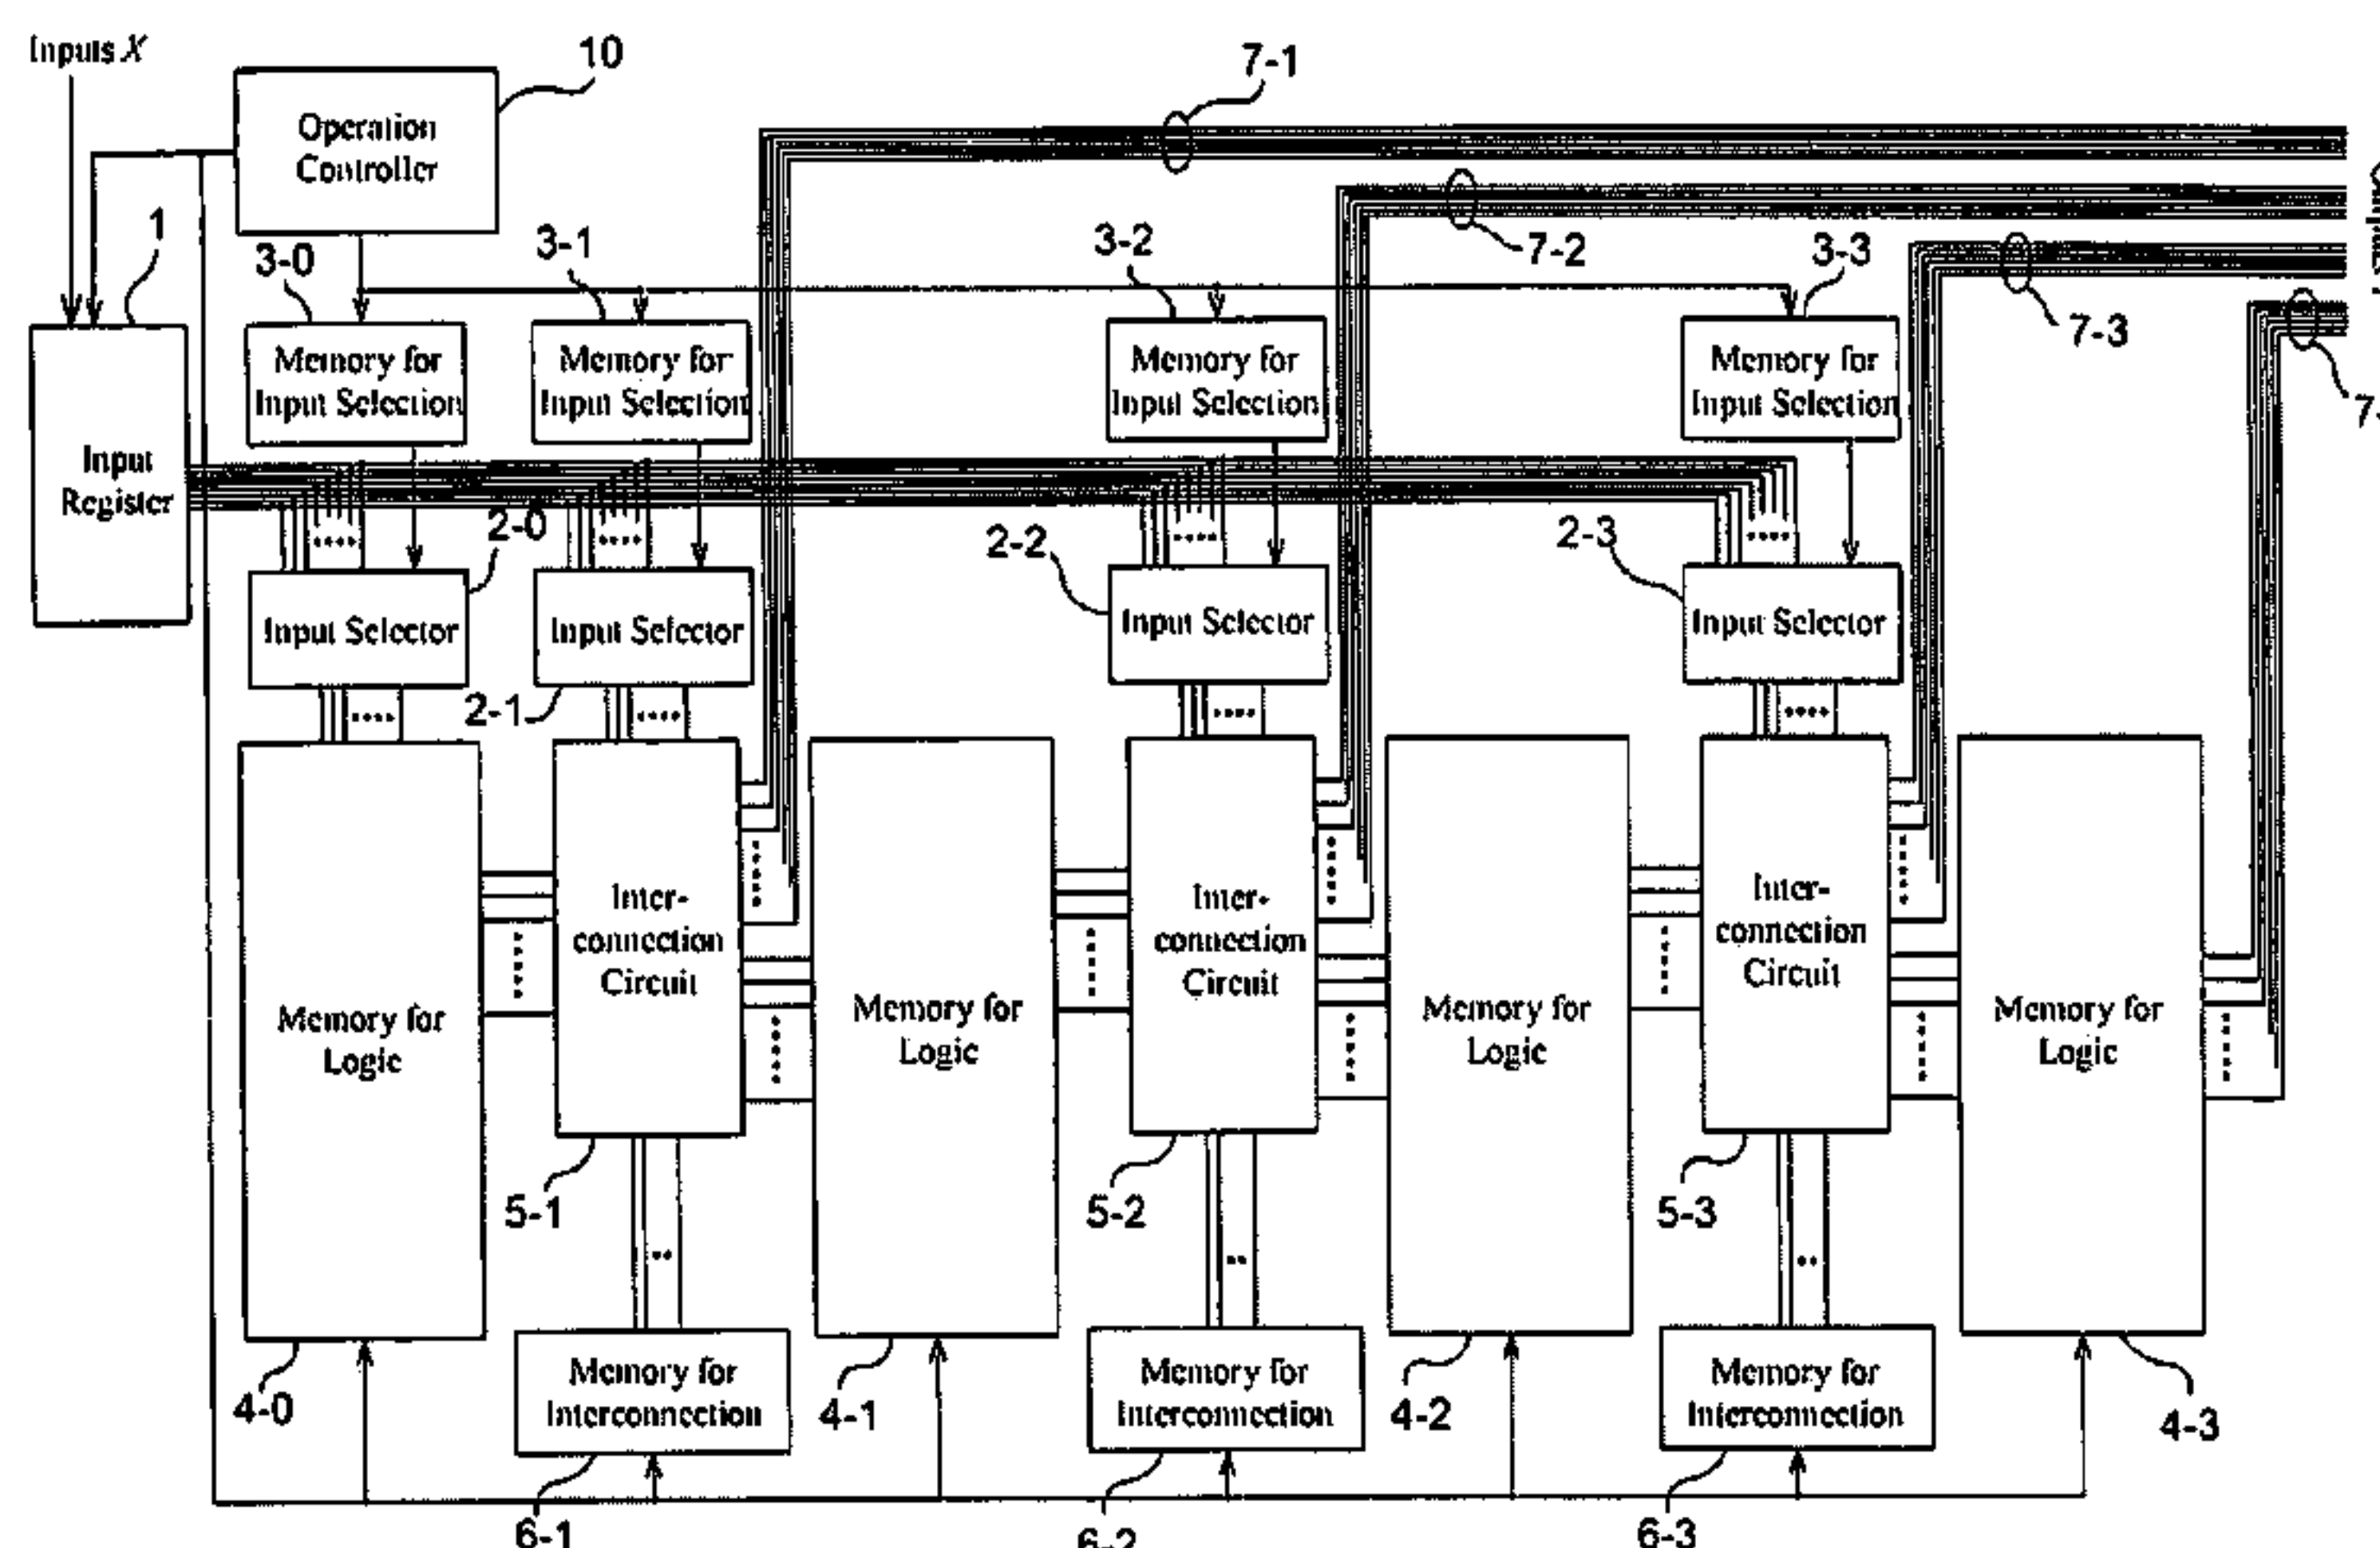 Inputs X
10
7-1
Operation
Controller
1
3-0
3-1
3-2
7-2
3-3
7-3
Memory for
Input Selection
Memory for
Input Selection
Memory for
Input Selection
Memory for
Input Selection
Input
Register
2-0
2-2
2-3
Input Selector
Input Selector
Input Selector
Input Selector
2-1
Memory for
Logic
Inter-
connection
Circuit
Memory for
Logic
Inter-
connection
Circuit
Memory for
Logic
Inter-
connection
Circuit
Memory for
Logic
5-1
5-2
5-3
4-0
Memory for
Interconnection
4-1
Memory for
Interconnection
4-2
Memory for
Interconnection
4-3
6-1
6-2
6-3